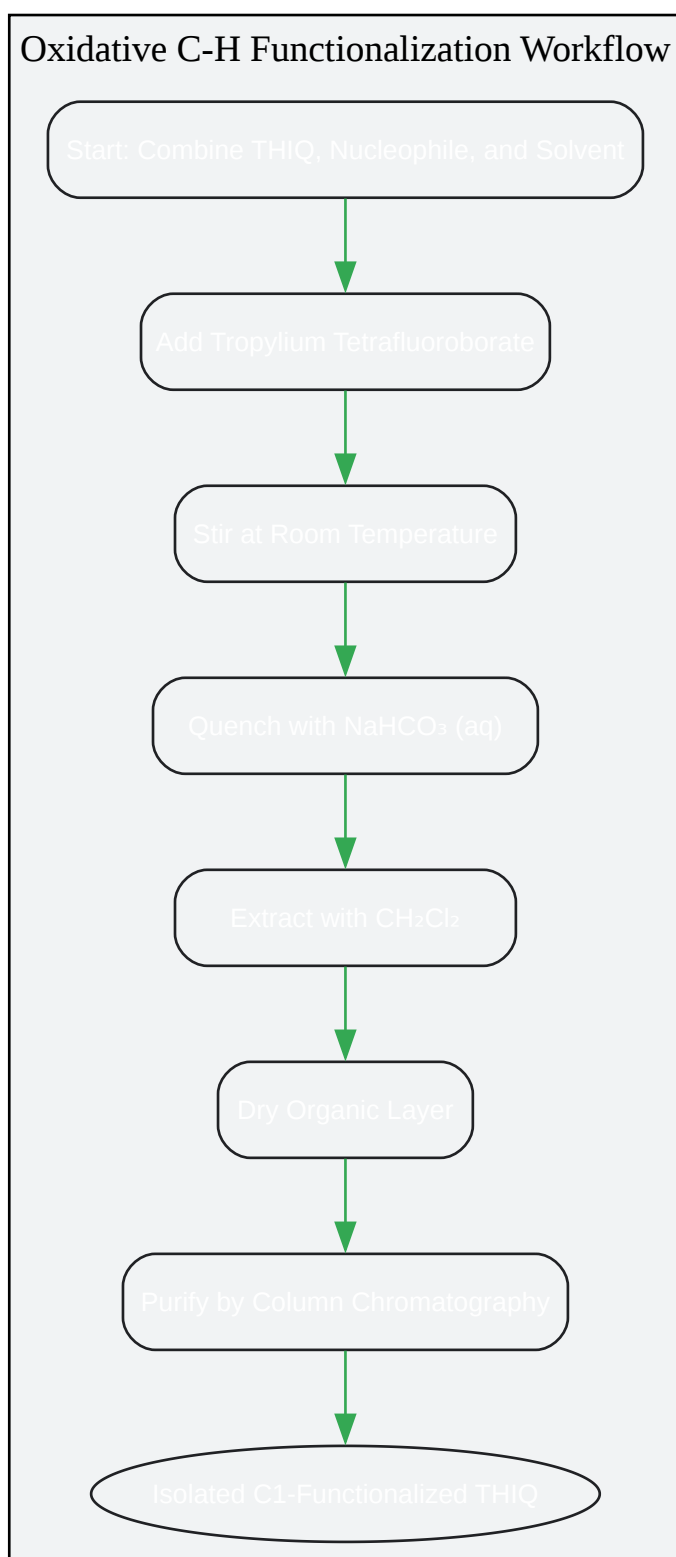 Oxidative C-H Functionalization Workflow
Start: Combine THIQ, Nucleophile, and Solvent
Add Tropylium Tetrafluoroborate
Stir at Room Temperature
Quench with NaHCO₃ (aq)
Extract with CH₂Cl₂
Dry Organic Layer
Purify by Column Chromatography
Isolated C1-Functionalized THIQ